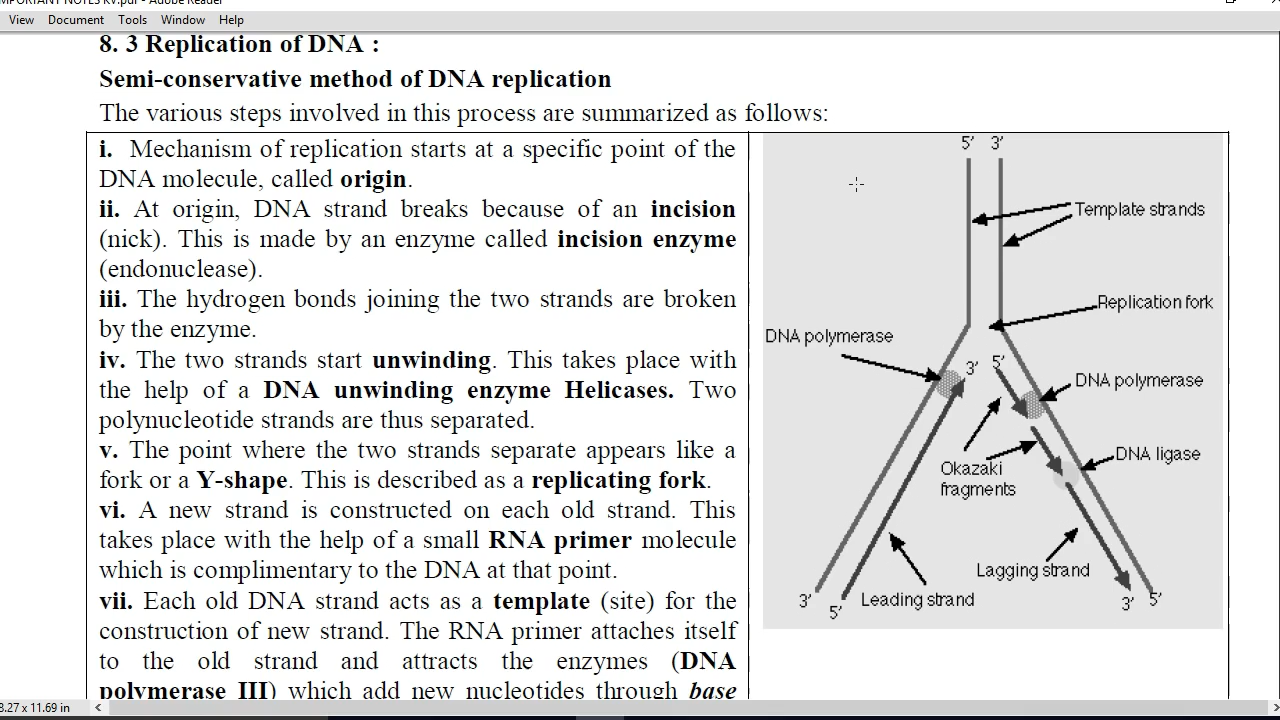 IMPORTANT NOTES KV.pdf - Adobe Reader
View Document Tools Window Help
8. 3 Replication of DNA :
Semi-conservative method of DNA replication
The various steps involved in this process are summarized as follows:
i. Mechanism of replication starts at a specific point of the
DNA molecule, called origin.
ii. At origin, DNA strand breaks because of an incision
(nick). This is made by an enzyme called incision enzyme
(endonuclease).
iii. The hydrogen bonds joining the two strands are broken
by the enzyme.
iv. The two strands start unwinding. This takes place with
the help of a DNA unwinding enzyme Helicases. Two
polynucleotide strands are thus separated.
v. The point where the two strands separate appears like a
fork or a Y-shape. This is described as a replicating fork.
vi. A new strand is constructed on each old strand. This
takes place with the help of a small RNA primer molecule
which is complimentary to the DNA at that point.
vii. Each old DNA strand acts as a template (site) for the
construction of new strand. The RNA primer attaches itself
to the old strand and attracts the enzymes (DNA
polymerase III) which add new nucleotides through base
5’ 3’
Template strands
Replication fork
DNA polymerase
3’ 5’
DNA polymerase
DNA ligase
Okazaki
fragments
Lagging strand
Leading strand
3’ 5’
3’ 5’
8.27 x 11.69 in